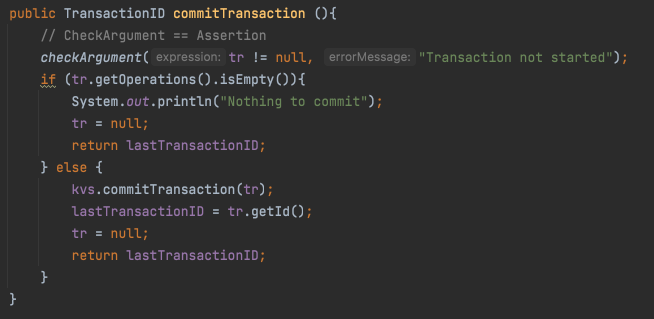 public TransactionID commitTransaction (){
    // CheckArgument == Assertion
    checkArgument( expression: tr != null, errorMessage: "Transaction not started");
    if (tr.getOperations().isEmpty()){
        System.out.println("Nothing to commit");
        tr = null;
        return lastTransactionID;
    } else {
        kvs.commitTransaction(tr);
        lastTransactionID = tr.getId();
        tr = null;
        return lastTransactionID;
    }
}